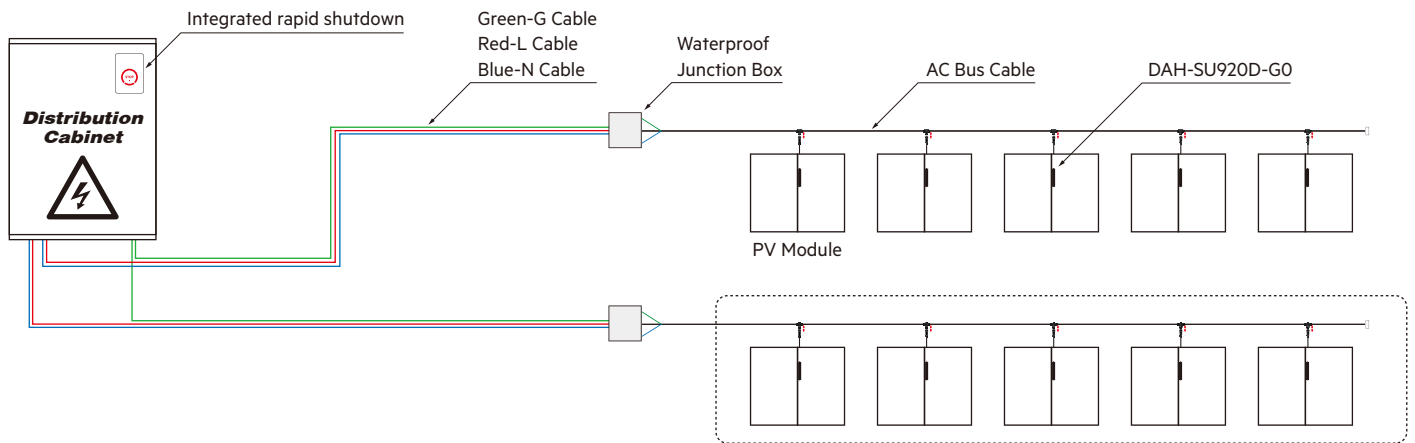 Integrated rapid shutdown
Green-G Cable
Red-L Cable
Blue-N Cable
Waterproof
Junction Box
AC Bus Cable
DAH-SU920D-G0
Distribution
Cabinet
PV Module